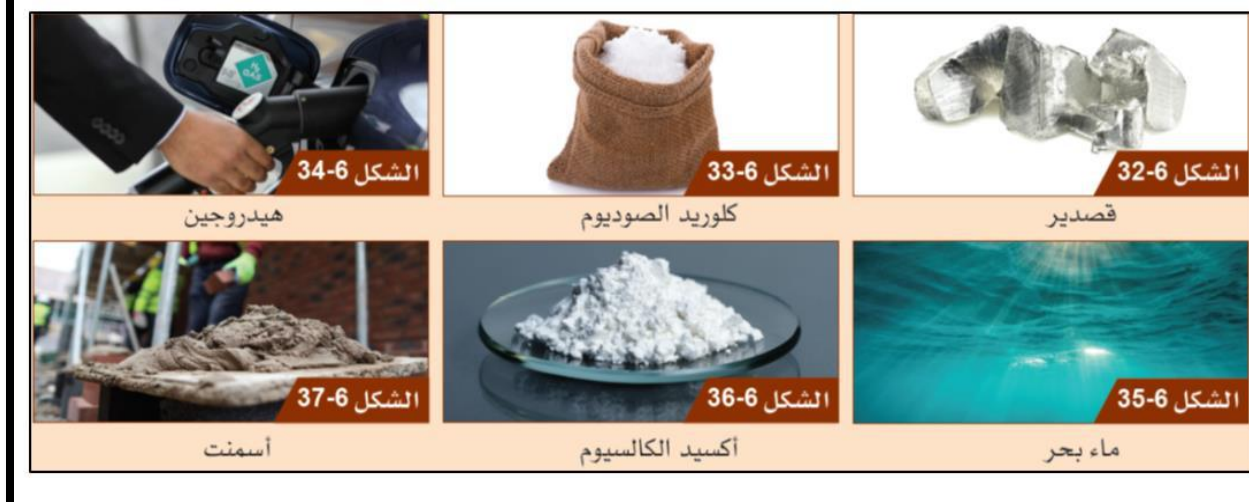 الشكل 6-32
الشكل 6-33
الشكل 6-34
قصدير
كلوريد الصوديوم
هيدروجين
الشكل 6-35
الشكل 6-36
الشكل 6-37
ماء بحر
أكسيد الكالسيوم
أسمنت